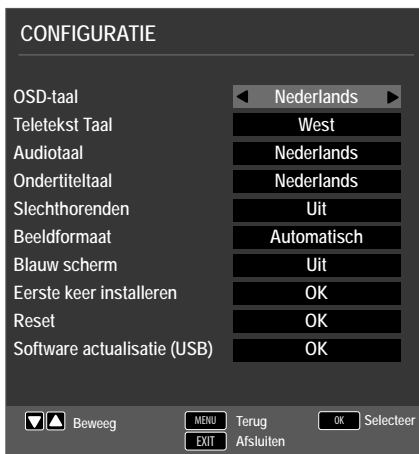 CONFIGURATIE
OSD-taal Nederlands
Teletekst Taal West
Audiotaal Nederlands
Ondertiteltaal Nederlands
Slechthorenden Uit
Beeldformaat Automatisch
Blauw scherm Uit
Eerste keer installeren OK
Reset OK
Software actualisatie (USB) OK
Beweeg MENU Terug OK Selecteer
EXIT Afsluiten